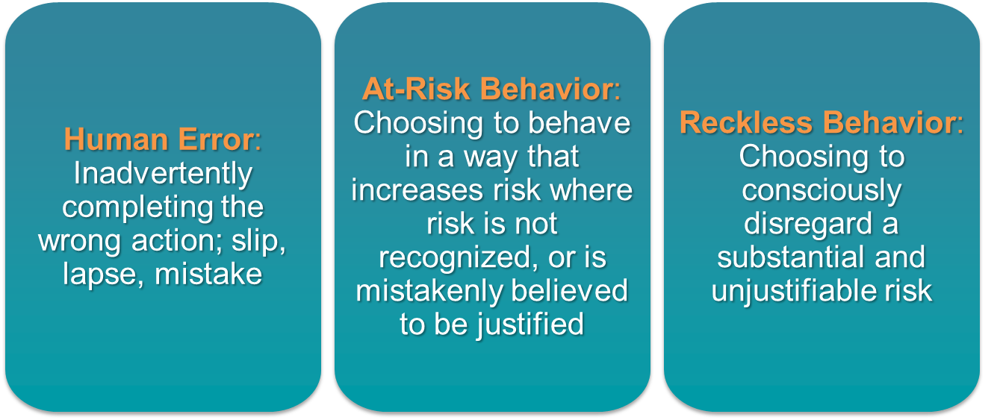 Human Error:
Inadvertently
completing the
wrong action; slip,
lapse, mistake
At-Risk Behavior:
Choosing to behave
in a way that
increases risk where
risk is not
recognized, or is
mistakenly believed
to be justified
Reckless Behavior:
Choosing to
consciously
disregard a
substantial and
unjustifiable risk